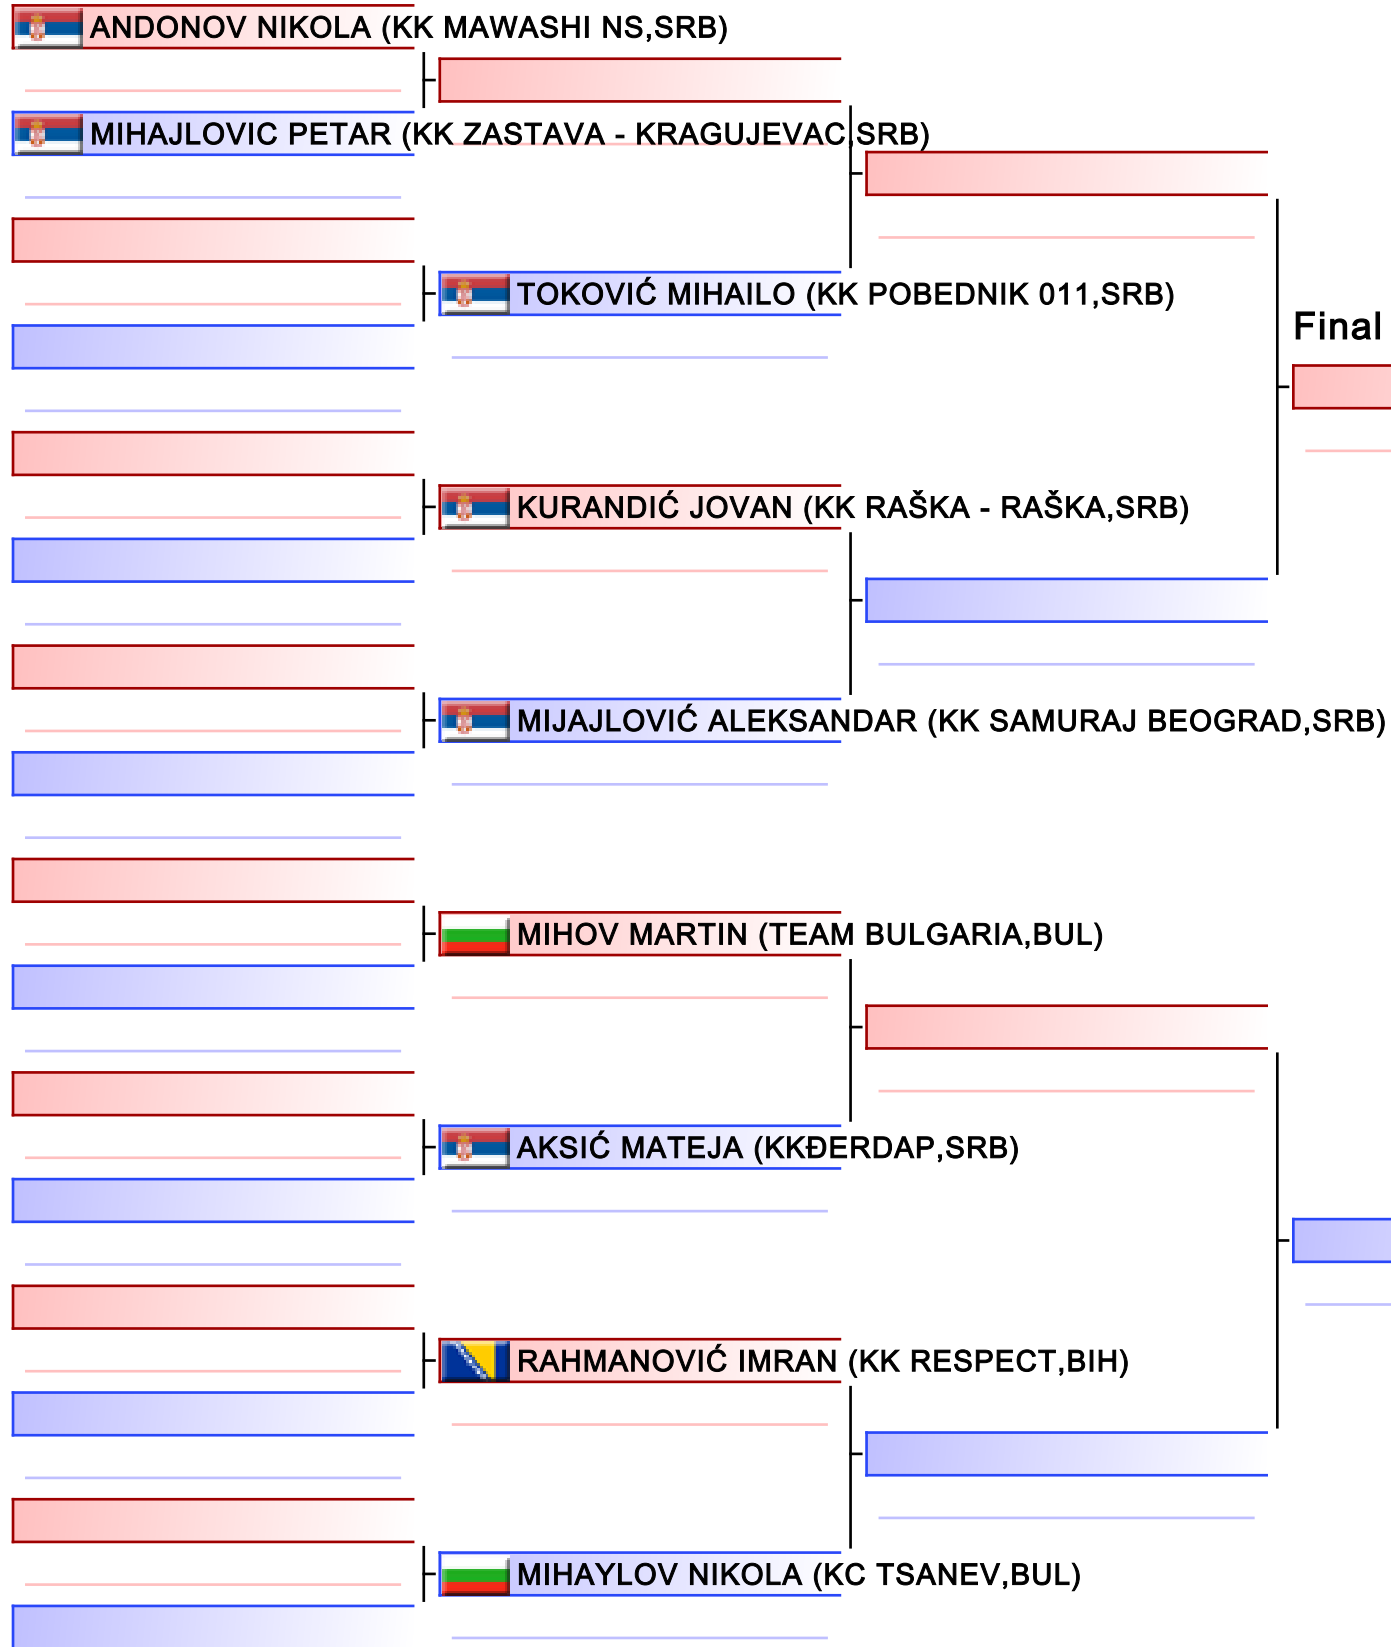 ANDONOV NIKOLA (KK MAWASHI NS,SRB)
MIHAJLOVIC PETAR (KK ZASTAVA - KRAGUJEVAC,SRB)
TOKOVIĆ MIHAILO (KK POBEDNIK 011,SRB)
Final
KURANDIĆ JOVAN (KK RAŠKA - RAŠKA,SRB)
MIJAJLOVIĆ ALEKSANDAR (KK SAMURAJ BEOGRAD,SRB)
MIHOV MARTIN (TEAM BULGARIA,BUL)
AKSIĆ MATEJA (KKĐERDAP,SRB)
RAHMANOVIĆ IMRAN (KK RESPECT,BIH)
MIHAYLOV NIKOLA (KC TSANEV,BUL)